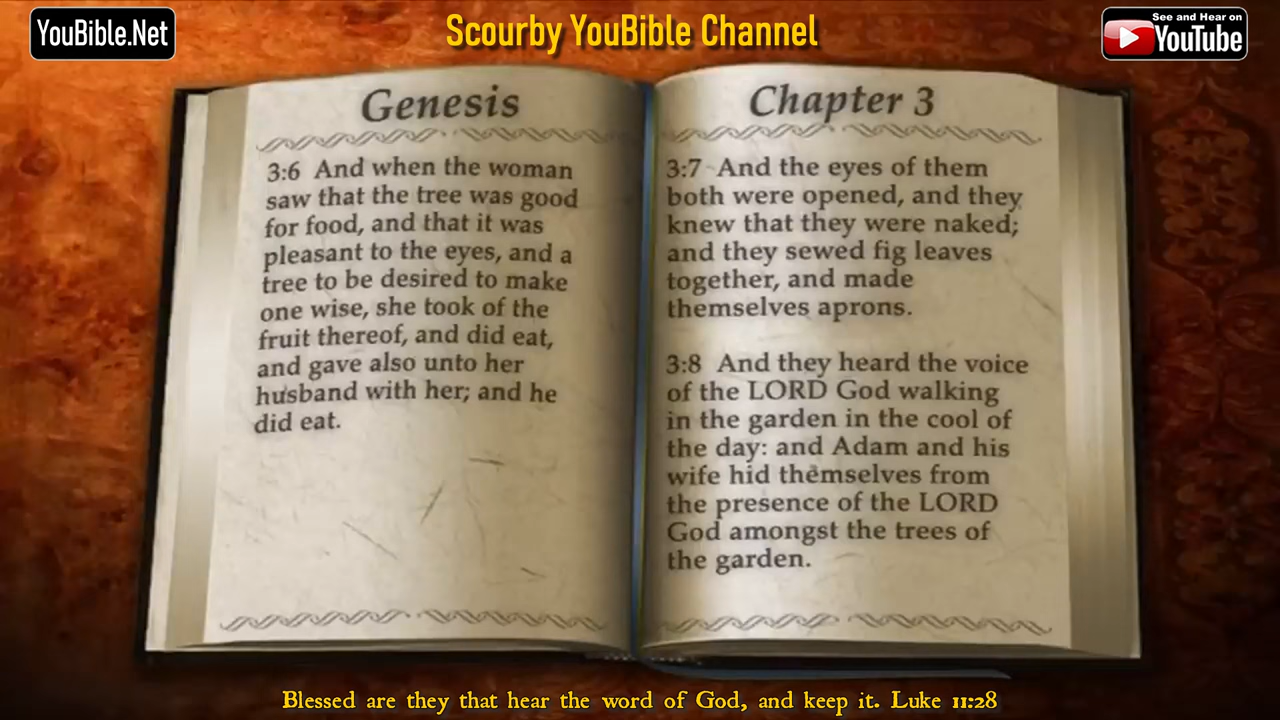 YouBible.Net
Scourby YouBible Channel
See and Hear on
YouTube
Genesis
3:6 And when the woman
saw that the tree was good
for food, and that it was
pleasant to the eyes, and a
tree to be desired to make
one wise, she took of the
fruit thereof, and did eat,
and gave also unto her
husband with her; and he
did eat.
Chapter 3
3:7 And the eyes of them
both were opened, and they
knew that they were naked;
and they sewed fig leaves
together, and made
themselves aprons.
3:8 And they heard the voice
of the LORD God walking
in the garden in the cool of
the day: and Adam and his
wife hid themselves from
the presence of the LORD
God amongst the trees of
the garden.
Blessed are they that hear the word of God, and keep it. Luke 11:28